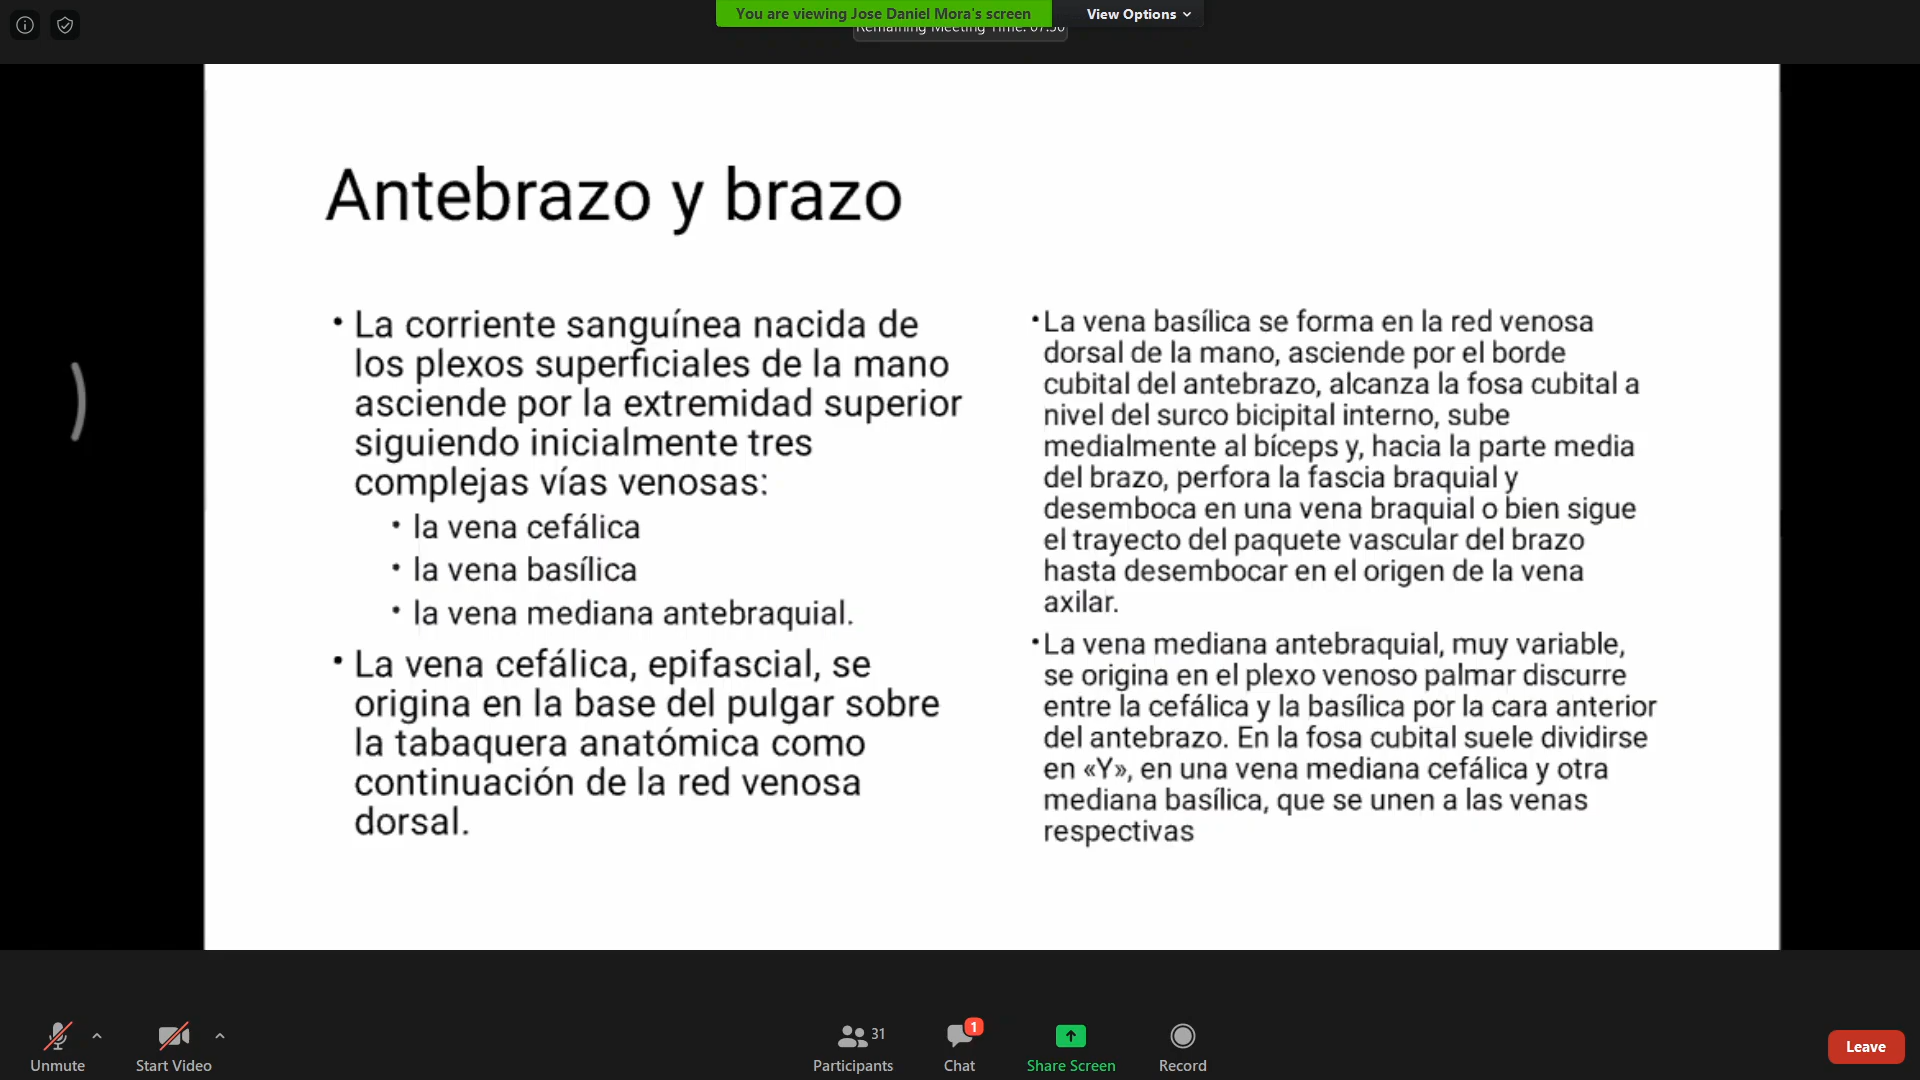 You are viewing Jose Daniel Mora's screen
View Options
Remaining Meeting Time: 07:50
Antebrazo y brazo
• La corriente sanguínea nacida de
los plexos superficiales de la mano
asciende por la extremidad superior
siguiendo inicialmente tres
complejas vías venosas:
• la vena cefálica
• la vena basílica
• la vena mediana antebraquial.
• La vena cefálica, epifascial, se
origina en la base del pulgar sobre
la tabaquera anatómica como
continuación de la red venosa
dorsal.
•La vena basílica se forma en la red venosa
dorsal de la mano, asciende por el borde
cubital del antebrazo, alcanza la fosa cubital a
nivel del surco bicipital interno, sube
medialmente al bíceps y, hacia la parte media
del brazo, perfora la fascia braquial y
desemboca en una vena braquial o bien sigue
el trayecto del paquete vascular del brazo
hasta desembocar en el origen de la vena
axilar.
•La vena mediana antebraquial, muy variable,
se origina en el plexo venoso palmar discurre
entre la cefálica y la basílica por la cara anterior
del antebrazo. En la fosa cubital suele dividirse
en «Y», en una vena mediana cefálica y otra
mediana basílica, que se unen a las venas
respectivas
Unmute
Start Video
31
Participants
1
Chat
Share Screen
Record
Leave